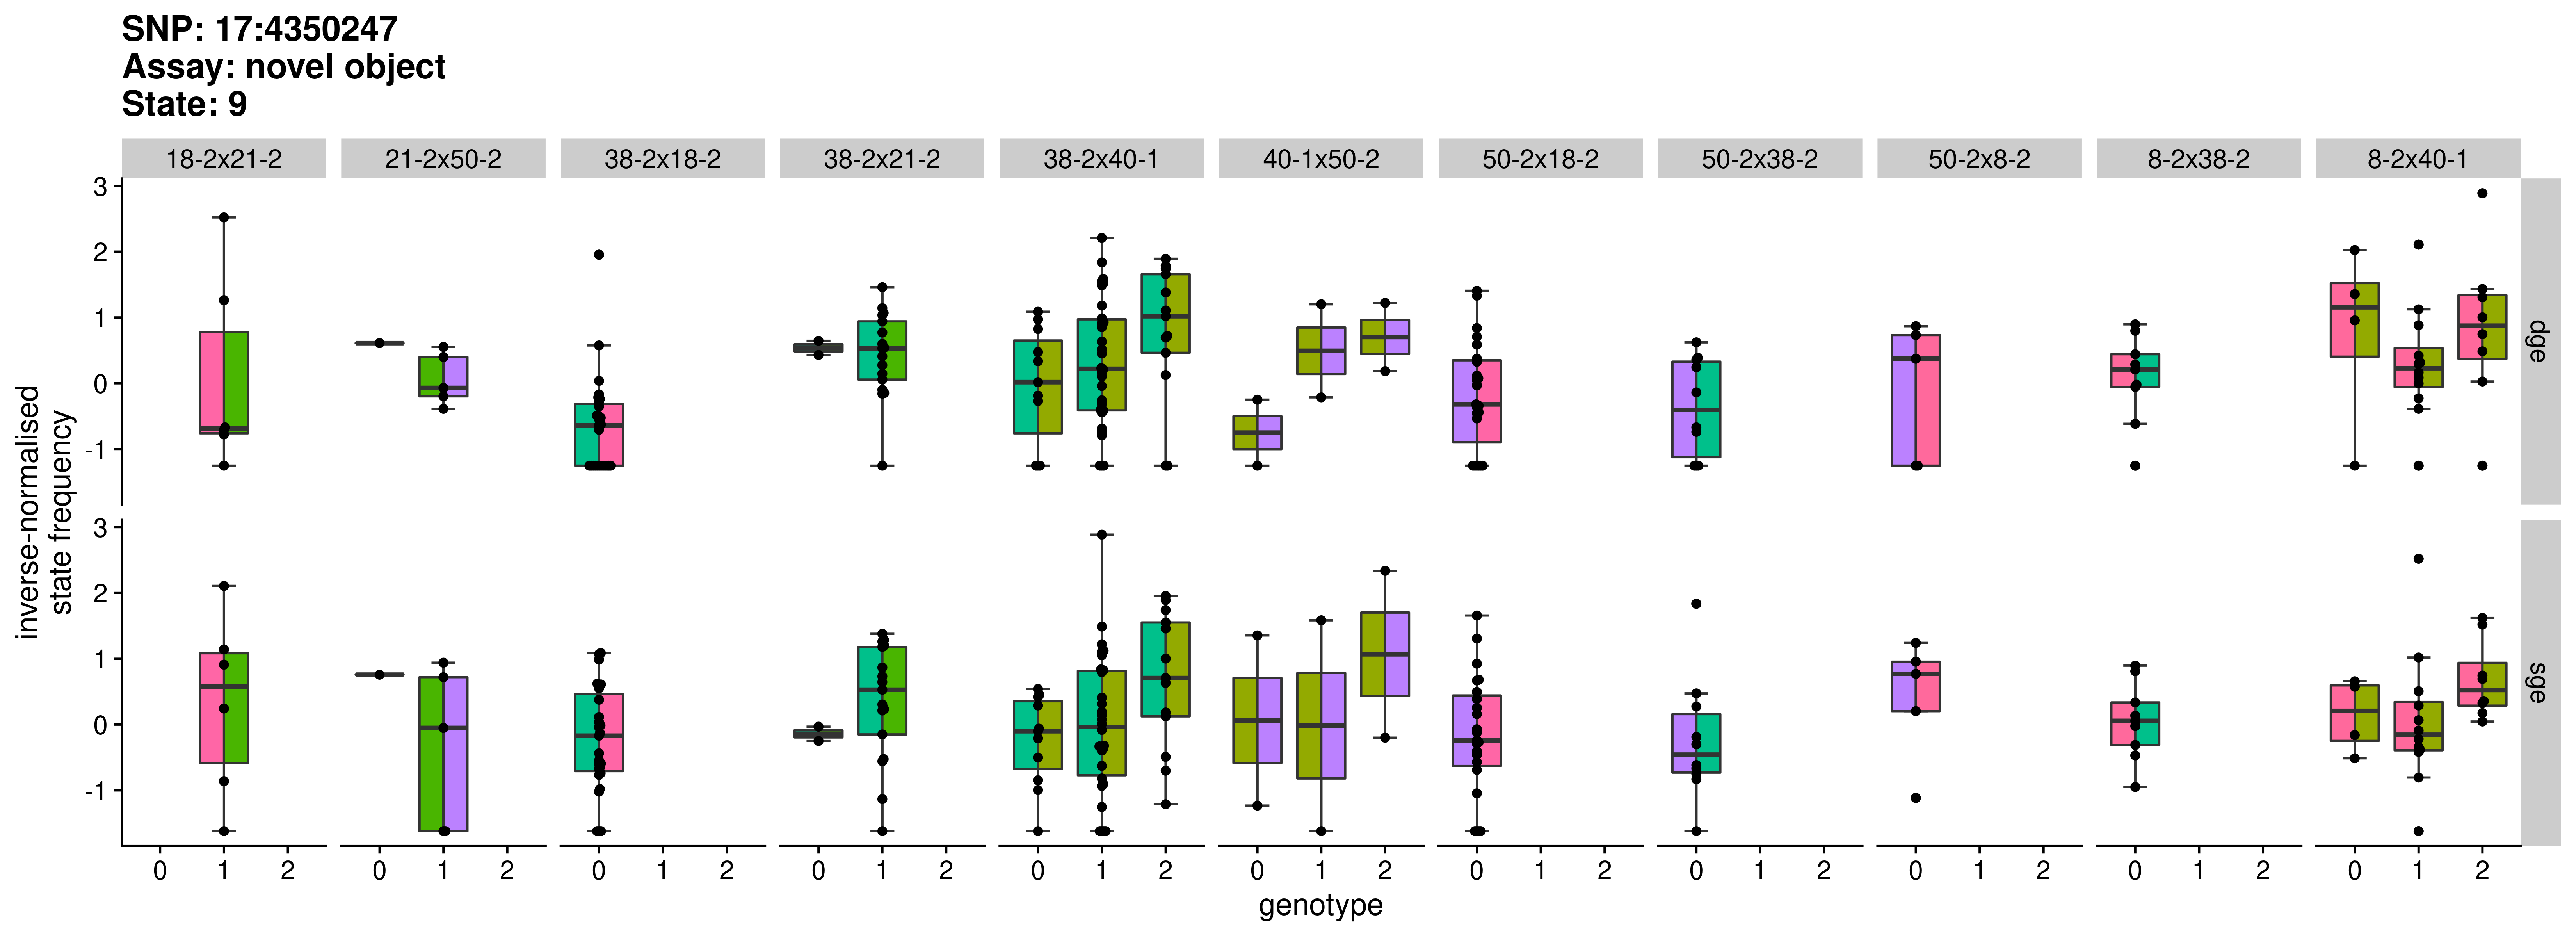 SNP: 17:4350247
Assay: novel object
State: 9
18-2x21-2 21-2x50-2 38-2x18-2 38-2x21-2 38-2x40-1 40-1x50-2 50-2x18-2 50-2x38-2 50-2x8-2 8-2x38-2 8-2x40-1
3
2
1
0
-1
dge
3
2
1
0
-1
sge
inverse-normalised
state frequency
0 1 2 0 1 2 0 1 2 0 1 2 0 1 2 0 1 2 0 1 2 0 1 2 0 1 2 0 1 2 0 1 2
genotype